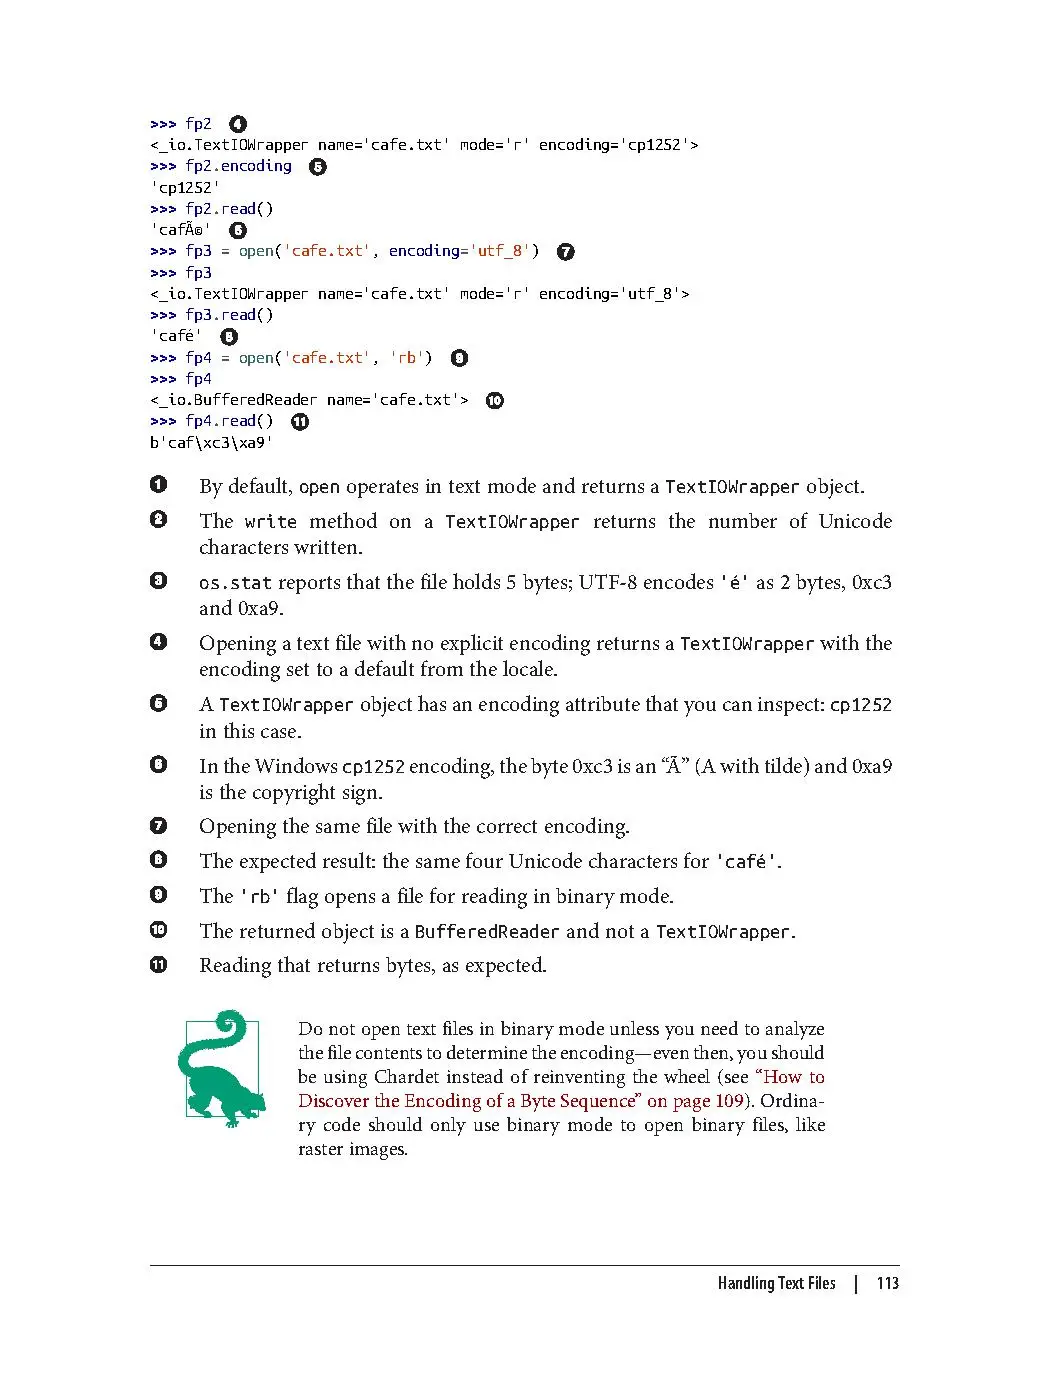 >>> fp2 ❹
<_io.TextIOWrapper name='cafe.txt' mode='r' encoding='cp1252'>
>>> fp2.encoding ❺
'cp1252'
>>> fp2.read()
'cafÃ©' ❻
>>> fp3 = open('cafe.txt', encoding='utf_8') ❼
>>> fp3
<_io.TextIOWrapper name='cafe.txt' mode='r' encoding='utf_8'>
>>> fp3.read()
'café' ❽
>>> fp4 = open('cafe.txt', 'rb') ❾
>>> fp4
<_io.BufferedReader name='cafe.txt'> ❿
>>> fp4.read() ⓫
b'caf\xc3\xa9'
❶ By default, open operates in text mode and returns a TextIOWrapper object.
❷ The write method on a TextIOWrapper returns the number of Unicode
characters written.
❸ os.stat reports that the file holds 5 bytes; UTF-8 encodes 'é' as 2 bytes, 0xc3
and 0xa9.
❹ Opening a text file with no explicit encoding returns a TextIOWrapper with the
encoding set to a default from the locale.
❺ A TextIOWrapper object has an encoding attribute that you can inspect: cp1252
in this case.
❻ In the Windows cp1252 encoding, the byte 0xc3 is an “Ã” (A with tilde) and 0xa9
is the copyright sign.
❼ Opening the same file with the correct encoding.
❽ The expected result: the same four Unicode characters for 'café'.
❾ The 'rb' flag opens a file for reading in binary mode.
❿ The returned object is a BufferedReader and not a TextIOWrapper.
⓫ Reading that returns bytes, as expected.
Do not open text files in binary mode unless you need to analyze
the file contents to determine the encoding—even then, you should
be using Chardet instead of reinventing the wheel (see “How to
Discover the Encoding of a Byte Sequence” on page 109). Ordina-
ry code should only use binary mode to open binary files, like
raster images.
Handling Text Files | 113